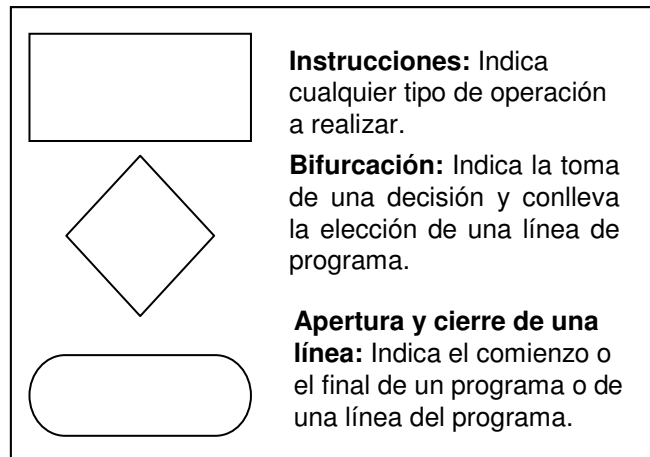 Instrucciones: Indica
cualquier tipo de operación
a realizar.
Bifurcación: Indica la toma
de una decisión y conlleva
la elección de una línea de
programa.
Apertura y cierre de una
línea: Indica el comienzo o
el final de un programa o de
una línea del programa.